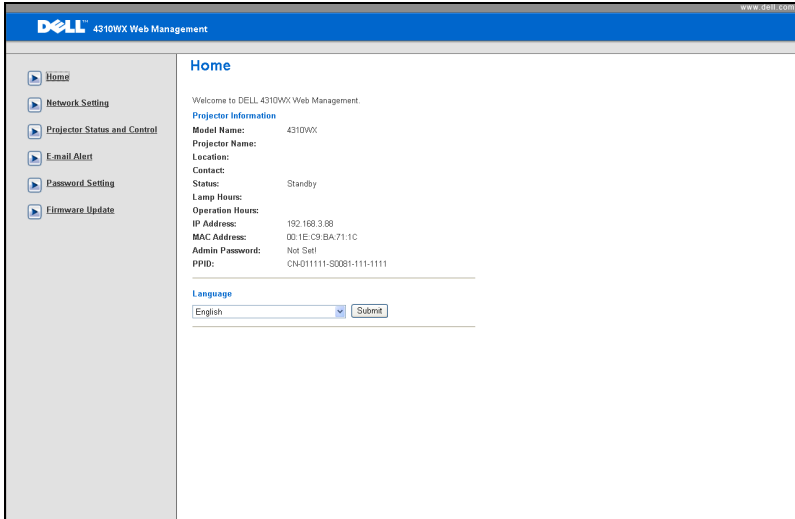 www.dell.com
DELL™ 4310WX Web Management
Home
Network Setting
Projector Status and Control
E-mail Alert
Password Setting
Firmware Update
Home
Welcome to DELL 4310WX Web Management.
Projector Information
Model Name: 4310WX
Projector Name:
Location:
Contact:
Status: Standby
Lamp Hours:
Operation Hours:
IP Address: 192.168.3.88
MAC Address: 00:1E:C9:BA:71:1C
Admin Password: Not Set!
PPID: CN-011111-S0081-111-1111
Language
English Submit